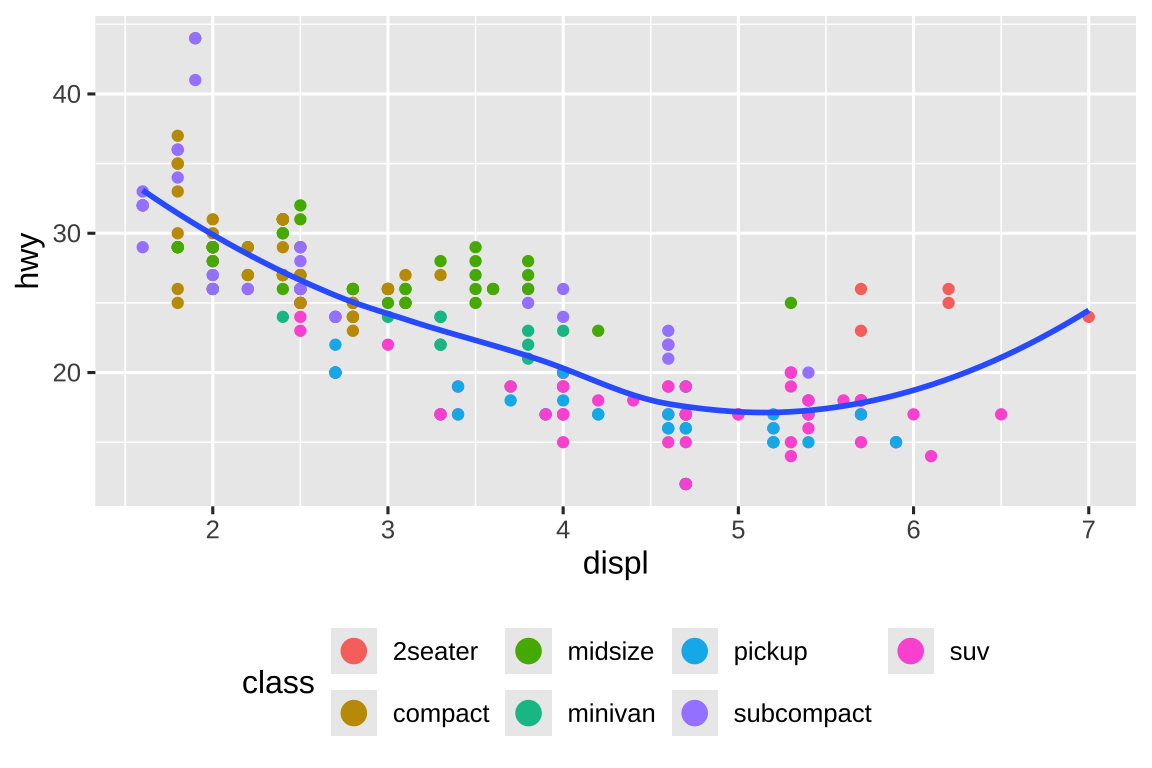 hwy
40
30
20
2 3 4 5 6 7
displ
class
2seater midsize pickup suv
compact minivan subcompact